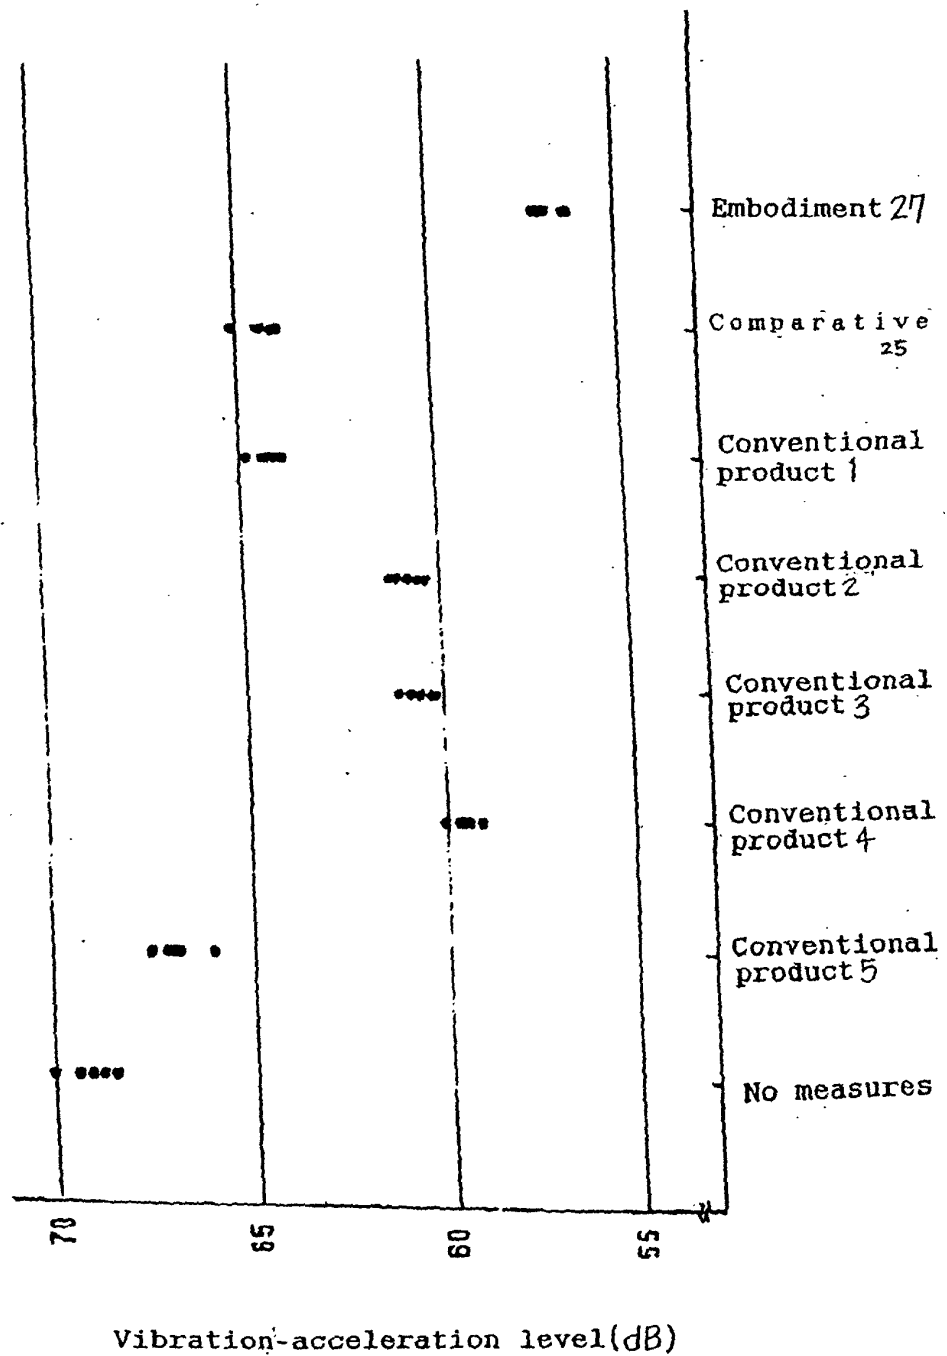 Embodiment 27
Comparative
25
Conventional
product 1
Conventional
product 2
Conventional
product 3
Conventional
product 4
Conventional
product 5
No measures
70
65
60
55
Vibration-acceleration level(dB)